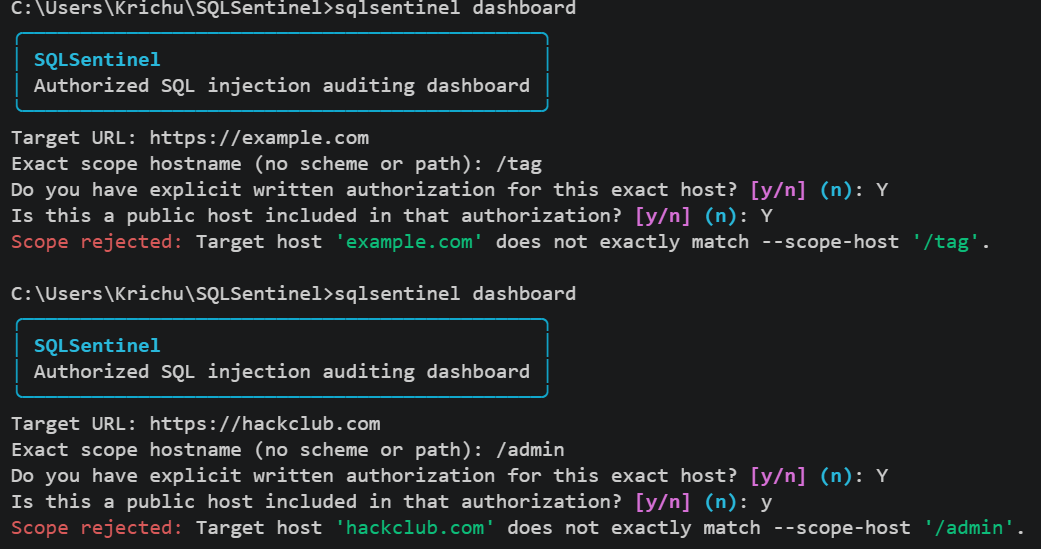 C:\Users\Krichu\SQLSentinel>sqlsentinel dashboard
SQLSentinel
Authorized SQL injection auditing dashboard
Target URL: https://example.com
Exact scope hostname (no scheme or path): /tag
Do you have explicit written authorization for this exact host? [y/n] (n): Y
Is this a public host included in that authorization? [y/n] (n): Y
Scope rejected: Target host 'example.com' does not exactly match --scope-host '/tag'.
C:\Users\Krichu\SQLSentinel>sqlsentinel dashboard
SQLSentinel
Authorized SQL injection auditing dashboard
Target URL: https://hackclub.com
Exact scope hostname (no scheme or path): /admin
Do you have explicit written authorization for this exact host? [y/n] (n): Y
Is this a public host included in that authorization? [y/n] (n): y
Scope rejected: Target host 'hackclub.com' does not exactly match --scope-host '/admin'.